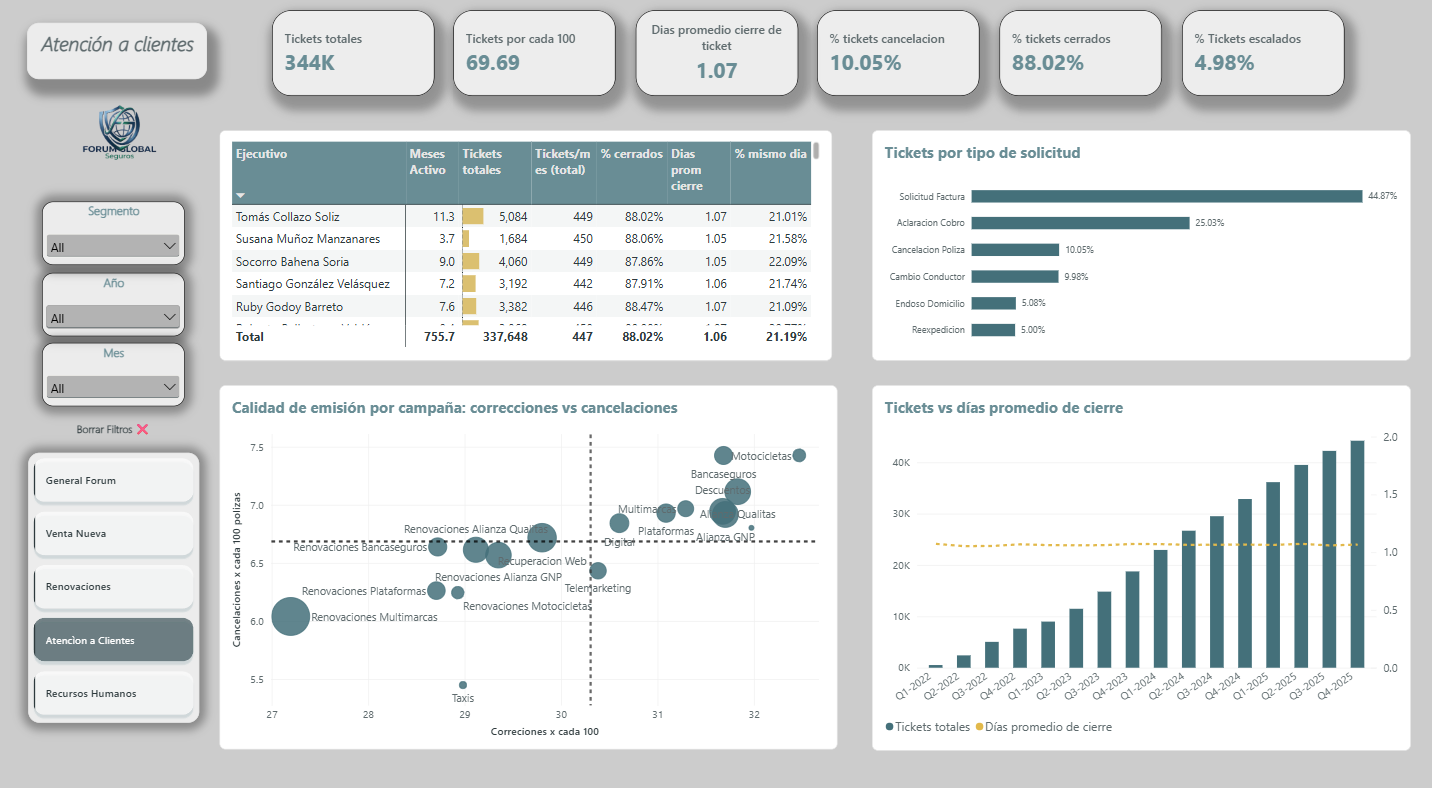 Atención a clientes
Tickets totales
344K
Tickets por cada 100
69.69
Dias promedio cierre de
ticket
1.07
% tickets cancelacion
10.05%
% tickets cerrados
88.02%
% Tickets escalados
4.98%
FORUM GLOBAL
Seguros
Segmento
All
Año
All
Mes
All
Borrar Filtros ❌
General Forum
Venta Nueva
Renovaciones
Atencìon a Clientes
Recursos Humanos
Ejecutivo Meses Tickets Tickets/m % cerrados Dias % mismo dia
Activo totales es (total) prom
cierre
Tomás Collazo Soliz 11.3 5,084 449 88.02% 1.07 21.01%
Susana Muñoz Manzanares 3.7 1,684 450 88.06% 1.05 21.58%
Socorro Bahena Soria 9.0 4,060 449 87.86% 1.05 22.09%
Santiago González Velásquez 7.2 3,192 442 87.91% 1.06 21.74%
Ruby Godoy Barreto 7.6 3,382 446 88.47% 1.07 21.09%
Total 755.7 337,648 447 88.02% 1.06 21.19%
Tickets por tipo de solicitud
Solicitud Factura 44.87%
Aclaracion Cobro 25.03%
Cancelacion Poliza 10.05%
Cambio Conductor 9.98%
Endoso Domicilio 5.08%
Reexpedicion 5.00%
Calidad de emisión por campaña: correcciones vs cancelaciones
Cancelaciones x cada 100 polizas
7.5
7.0
6.5
6.0
5.5
Motocicletas
Bancaseguros
Descuentos
Multimarcas
Alianza Qualitas
Plataformas
Alianza GNP
Digital
Renovaciones Alianza Qualitas
Renovaciones Bancaseguros
Recuperacion Web
Renovaciones Alianza GNP
Telemarketing
Renovaciones Plataformas
Renovaciones Motocicletas
Renovaciones Multimarcas
Taxis
27 28 29 30 31 32
Correciones x cada 100
Tickets vs días promedio de cierre
40K
30K
20K
10K
0K
2.0
1.5
1.0
0.5
0.0
Q1-2022 Q2-2022 Q3-2022 Q4-2022 Q1-2023 Q2-2023 Q3-2023 Q4-2023 Q1-2024 Q2-2024 Q3-2024 Q4-2024 Q1-2025 Q2-2025 Q3-2025 Q4-2025
Tickets totales Días promedio de cierre